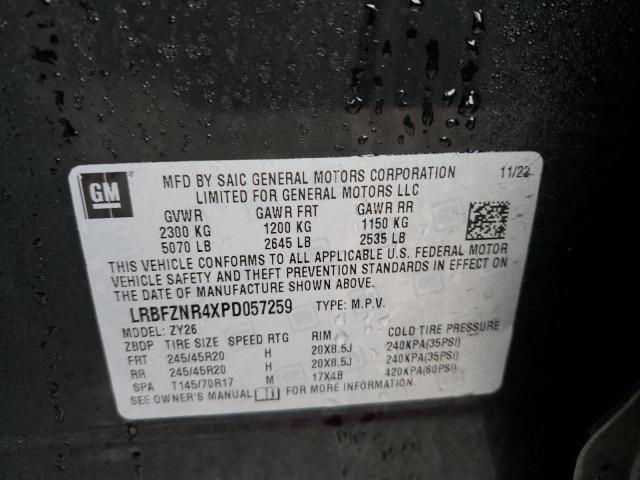 GM
MFD BY SAIC GENERAL MOTORS CORPORATION 11/22
LIMITED FOR GENERAL MOTORS LLC
GVWR GAWR FRT GAWR RR
2300 KG 1200 KG 1150 KG
5070 LB 2645 LB 2535 LB
THIS VEHICLE CONFORMS TO ALL APPLICABLE U.S. FEDERAL MOTOR
VEHICLE SAFETY AND THEFT PREVENTION STANDARDS IN EFFECT ON
THE DATE OF MANUFACTURE SHOWN ABOVE.
LRBFZNR4XPD057259 TYPE: M.P.V.
MODEL: ZY26
ZBDP TIRE SIZE SPEED RTG RIM COLD TIRE PRESSURE
FRT 245/45R20 H 20X8.5J 240KPA(35PSI)
RR 245/45R20 H 20X8.5J 240KPA(35PSI)
SPA T145/70R17 M 17X4B 420KPA(60PSI)
SEE OWNER'S MANUAL FOR MORE INFORMATION.